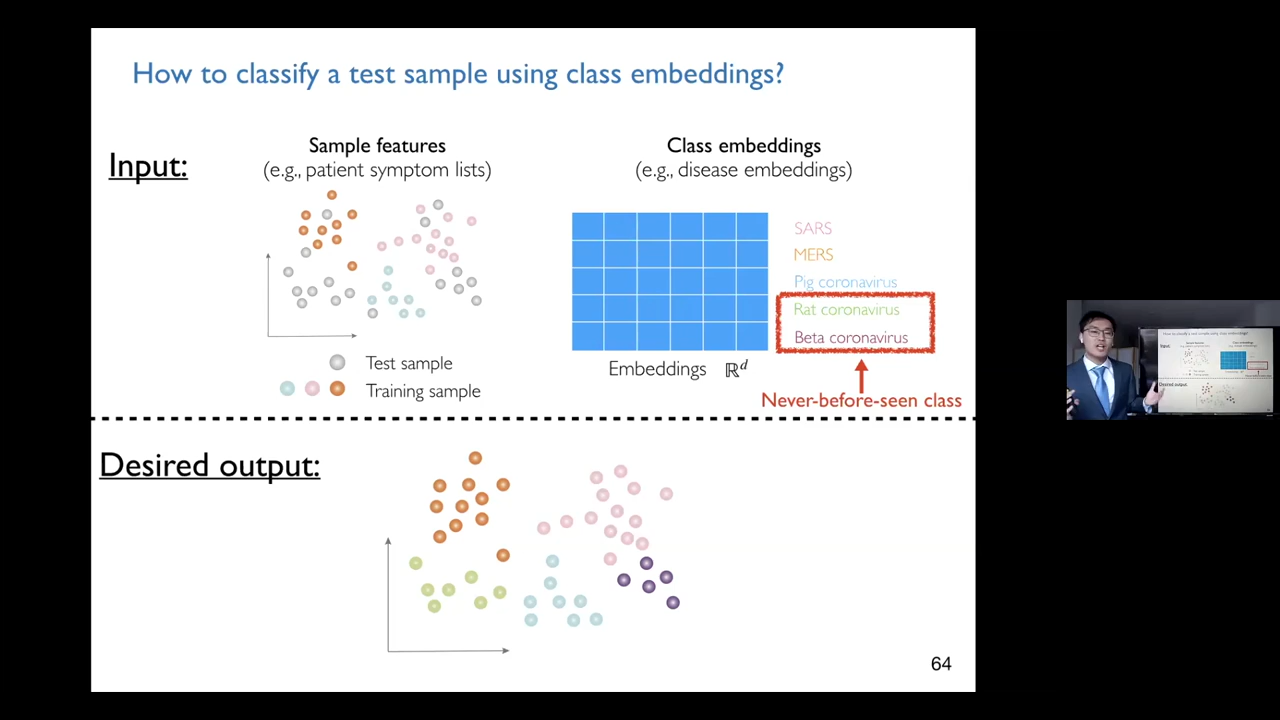 How to classify a test sample using class embeddings?
Input:
Sample features
(e.g., patient symptom lists)
Class embeddings
(e.g., disease embeddings)
SARS
MERS
Pig coronavirus
Rat coronavirus
Beta coronavirus
Embeddings ℝᵈ
Test sample
Training sample
Never-before-seen class
Desired output:
64